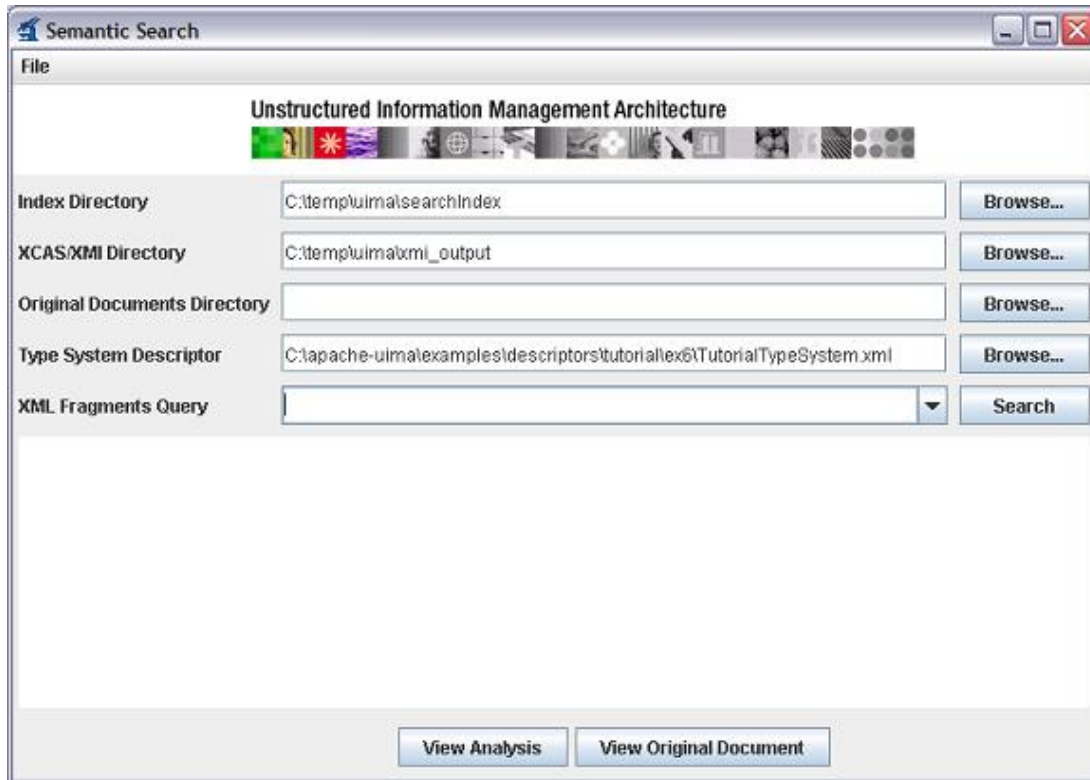 Semantic Search
File
Unstructured Information Management Architecture
Index Directory C:\temp\uima\searchIndex Browse...
XCAS/XMI Directory C:\temp\uima\xmi_output Browse...
Original Documents Directory Browse...
Type System Descriptor C:\apache-uima\examples\descriptors\tutorial\ex6\TutorialTypeSystem.xml Browse...
XML Fragments Query Search
View Analysis View Original Document